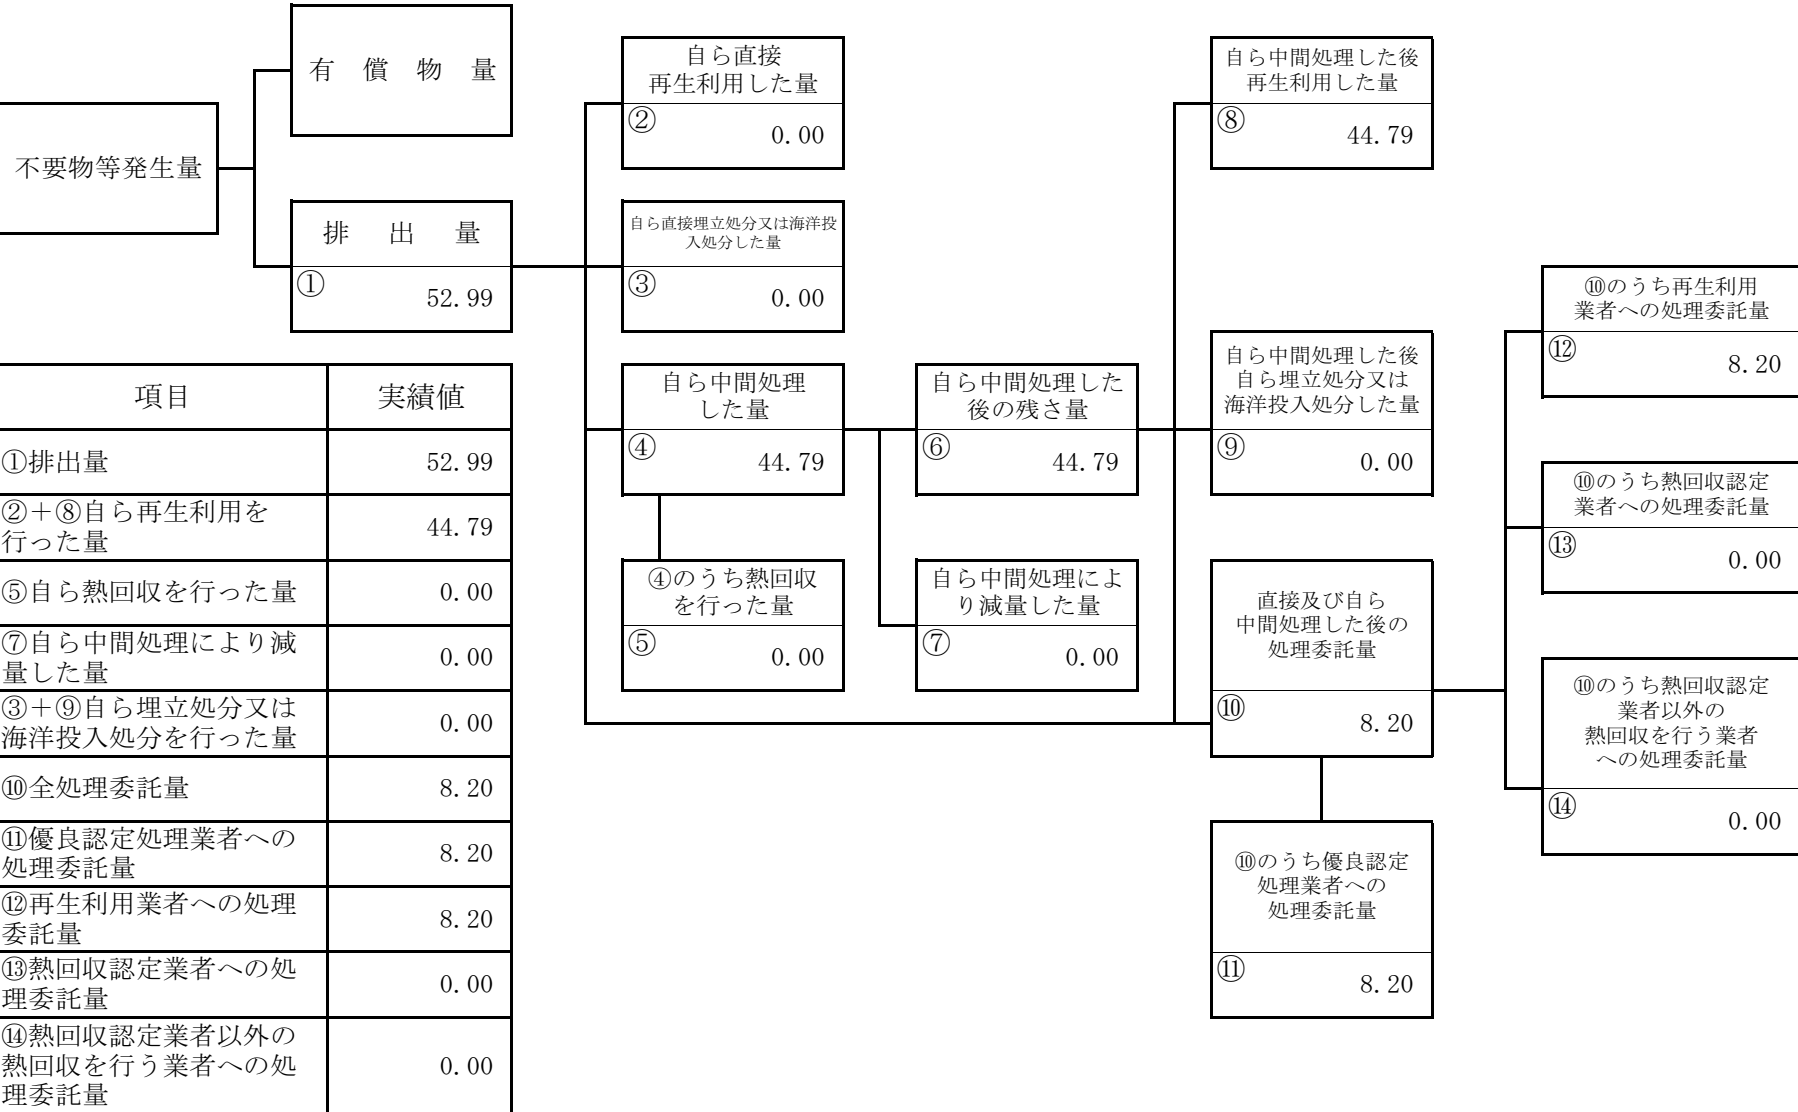 有償物量
不要物等発生量
排出量
①
52.99
自ら直接
再生利用した量
②
0.00
自ら直接埋立処分又は海洋投
入処分した量
③
0.00
自ら中間処理
した量
④
44.79
④のうち熱回収
を行った量
⑤
0.00
自ら中間処理した
後の残さ量
⑥
44.79
自ら中間処理によ
り減量した量
⑦
0.00
自ら中間処理した後
再生利用した量
⑧
44.79
自ら中間処理した後
自ら埋立処分又は
海洋投入処分した量
⑨
0.00
直接及び自ら
中間処理した後の
処理委託量
⑩
8.20
⑩のうち優良認定
処理業者への
処理委託量
⑪
8.20
⑩のうち再生利用
業者への処理委託量
⑫
8.20
⑩のうち熱回収認定
業者への処理委託量
⑬
0.00
⑩のうち熱回収認定
業者以外の
熱回収を行う業者
への処理委託量
⑭
0.00
項目 実績値
①排出量 52.99
②+⑧自ら再生利用を
行った量 44.79
⑤自ら熱回収を行った量 0.00
⑦自ら中間処理により減
量した量 0.00
③+⑨自ら埋立処分又は
海洋投入処分を行った量 0.00
⑩全処理委託量 8.20
⑪優良認定処理業者への
処理委託量 8.20
⑫再生利用業者への処理
委託量 8.20
⑬熱回収認定業者への処
理委託量 0.00
⑭熱回収認定業者以外の
熱回収を行う業者への処
理委託量 0.00